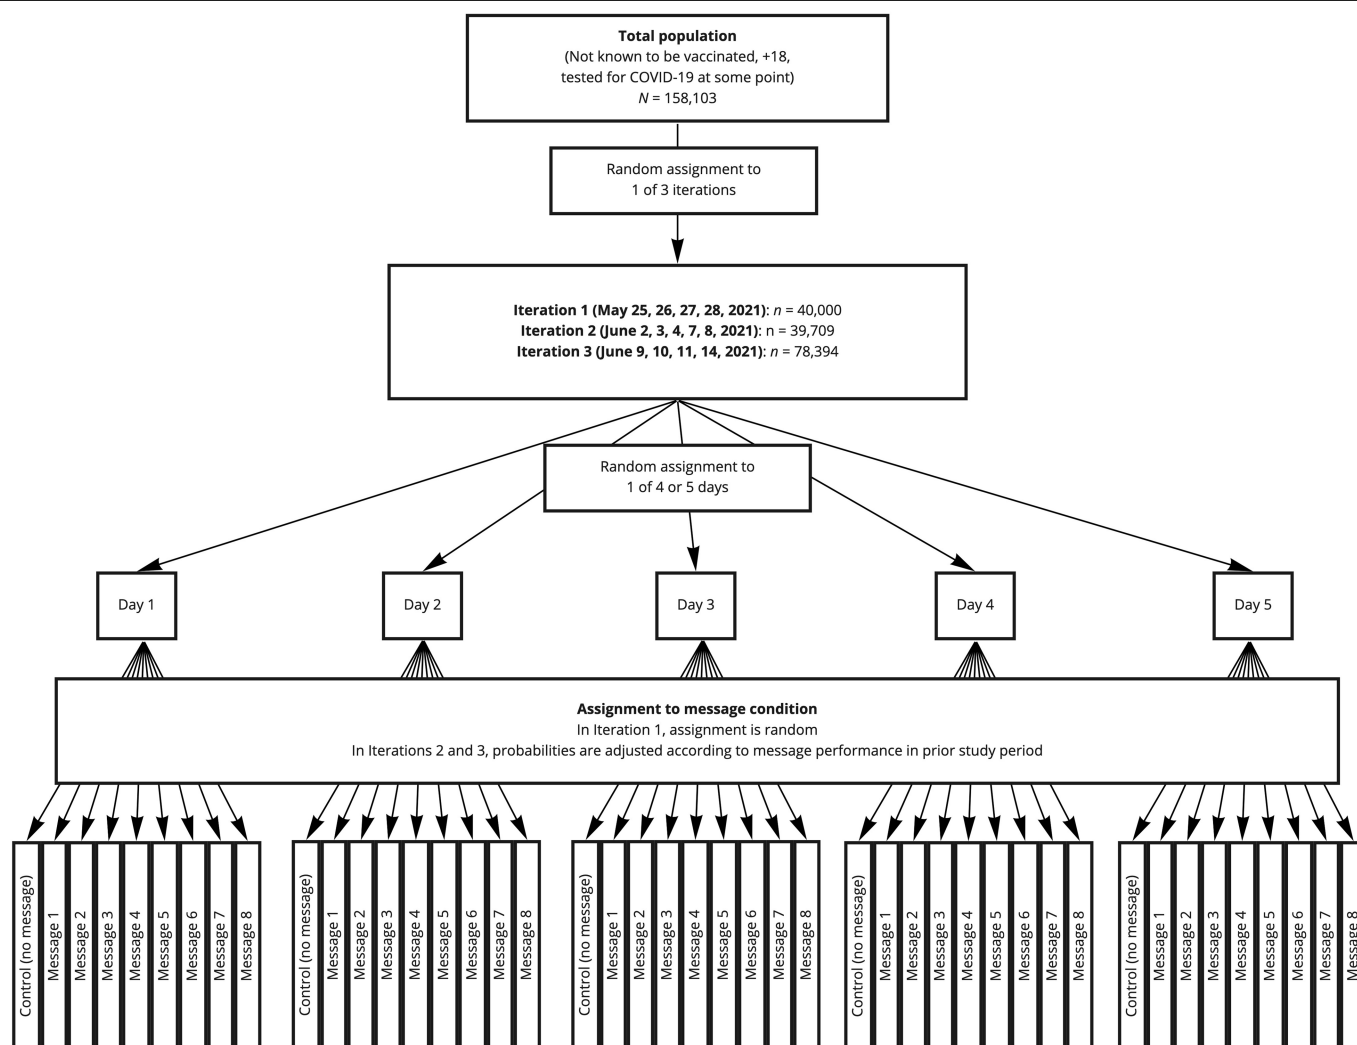 Total population
(Not known to be vaccinated, +18,
tested for COVID-19 at some point)
N = 158,103
Random assignment to
1 of 3 iterations
Iteration 1 (May 25, 26, 27, 28, 2021): n = 40,000
Iteration 2 (June 2, 3, 4, 7, 8, 2021): n = 39,709
Iteration 3 (June 9, 10, 11, 14, 2021): n = 78,394
Random assignment to
1 of 4 or 5 days
Day 1
Day 2
Day 3
Day 4
Day 5
Assignment to message condition
In Iteration 1, assignment is random
In Iterations 2 and 3, probabilities are adjusted according to message performance in prior study period
Control (no message)
Message 1
Message 2
Message 3
Message 4
Message 5
Message 6
Message 7
Message 8
Control (no message)
Message 1
Message 2
Message 3
Message 4
Message 5
Message 6
Message 7
Message 8
Control (no message)
Message 1
Message 2
Message 3
Message 4
Message 5
Message 6
Message 7
Message 8
Control (no message)
Message 1
Message 2
Message 3
Message 4
Message 5
Message 6
Message 7
Message 8
Control (no message)
Message 1
Message 2
Message 3
Message 4
Message 5
Message 6
Message 7
Message 8